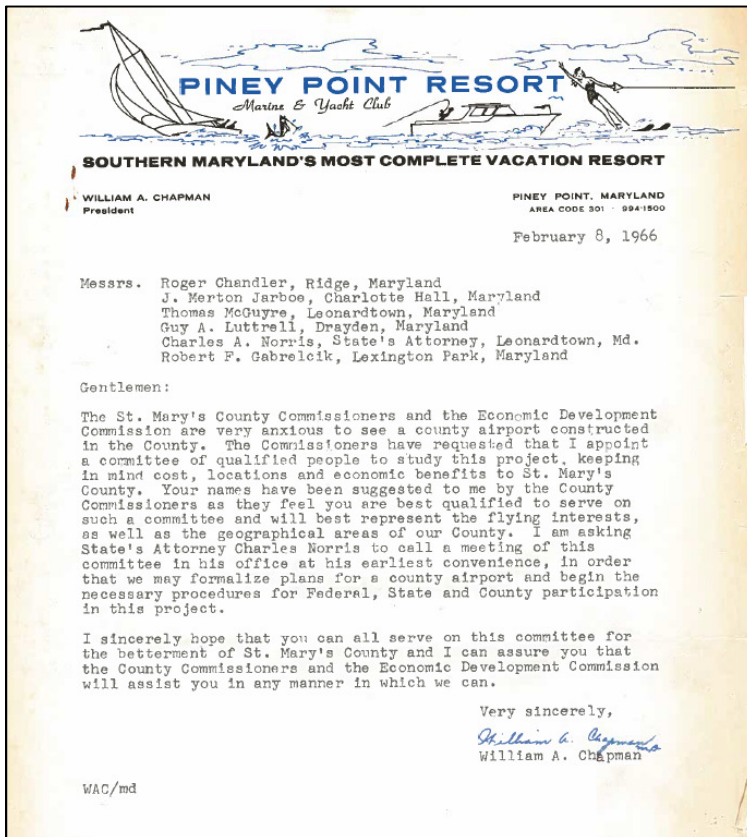 PINEY POINT RESORT
Marine & Yacht Club
SOUTHERN MARYLAND'S MOST COMPLETE VACATION RESORT
WILLIAM A. CHAPMAN
President
PINEY POINT, MARYLAND
AREA CODE 301 · 994-1500
February 8, 1966
Messrs. Roger Chandler, Ridge, Maryland
J. Merton Jarboe, Charlotte Hall, Maryland
Thomas McGuyre, Leonardtown, Maryland
Guy A. Luttrell, Drayden, Maryland
Charles A. Norris, State's Attorney, Leonardtown, Md.
Robert F. Gabrelcik, Lexington Park, Maryland
Gentlemen:
The St. Mary's County Commissioners and the Economic Development
Commission are very anxious to see a county airport constructed
in the County. The Commissioners have requested that I appoint
a committee of qualified people to study this project, keeping
in mind cost, locations and economic benefits to St. Mary's
County. Your names have been suggested to me by the County
Commissioners as they feel you are best qualified to serve on
such a committee and will best represent the flying interests,
as well as the geographical areas of our County. I am asking
State's Attorney Charles Norris to call a meeting of this
committee in his office at his earliest convenience, in order
that we may formalize plans for a county airport and begin the
necessary procedures for Federal, State and County participation
in this project.
I sincerely hope that you can all serve on this committee for
the betterment of St. Mary's County and I can assure you that
the County Commissioners and the Economic Development Commission
will assist you in any manner in which we can.
Very sincerely,
William A. Chapman
William A. Chapman
WAC/md